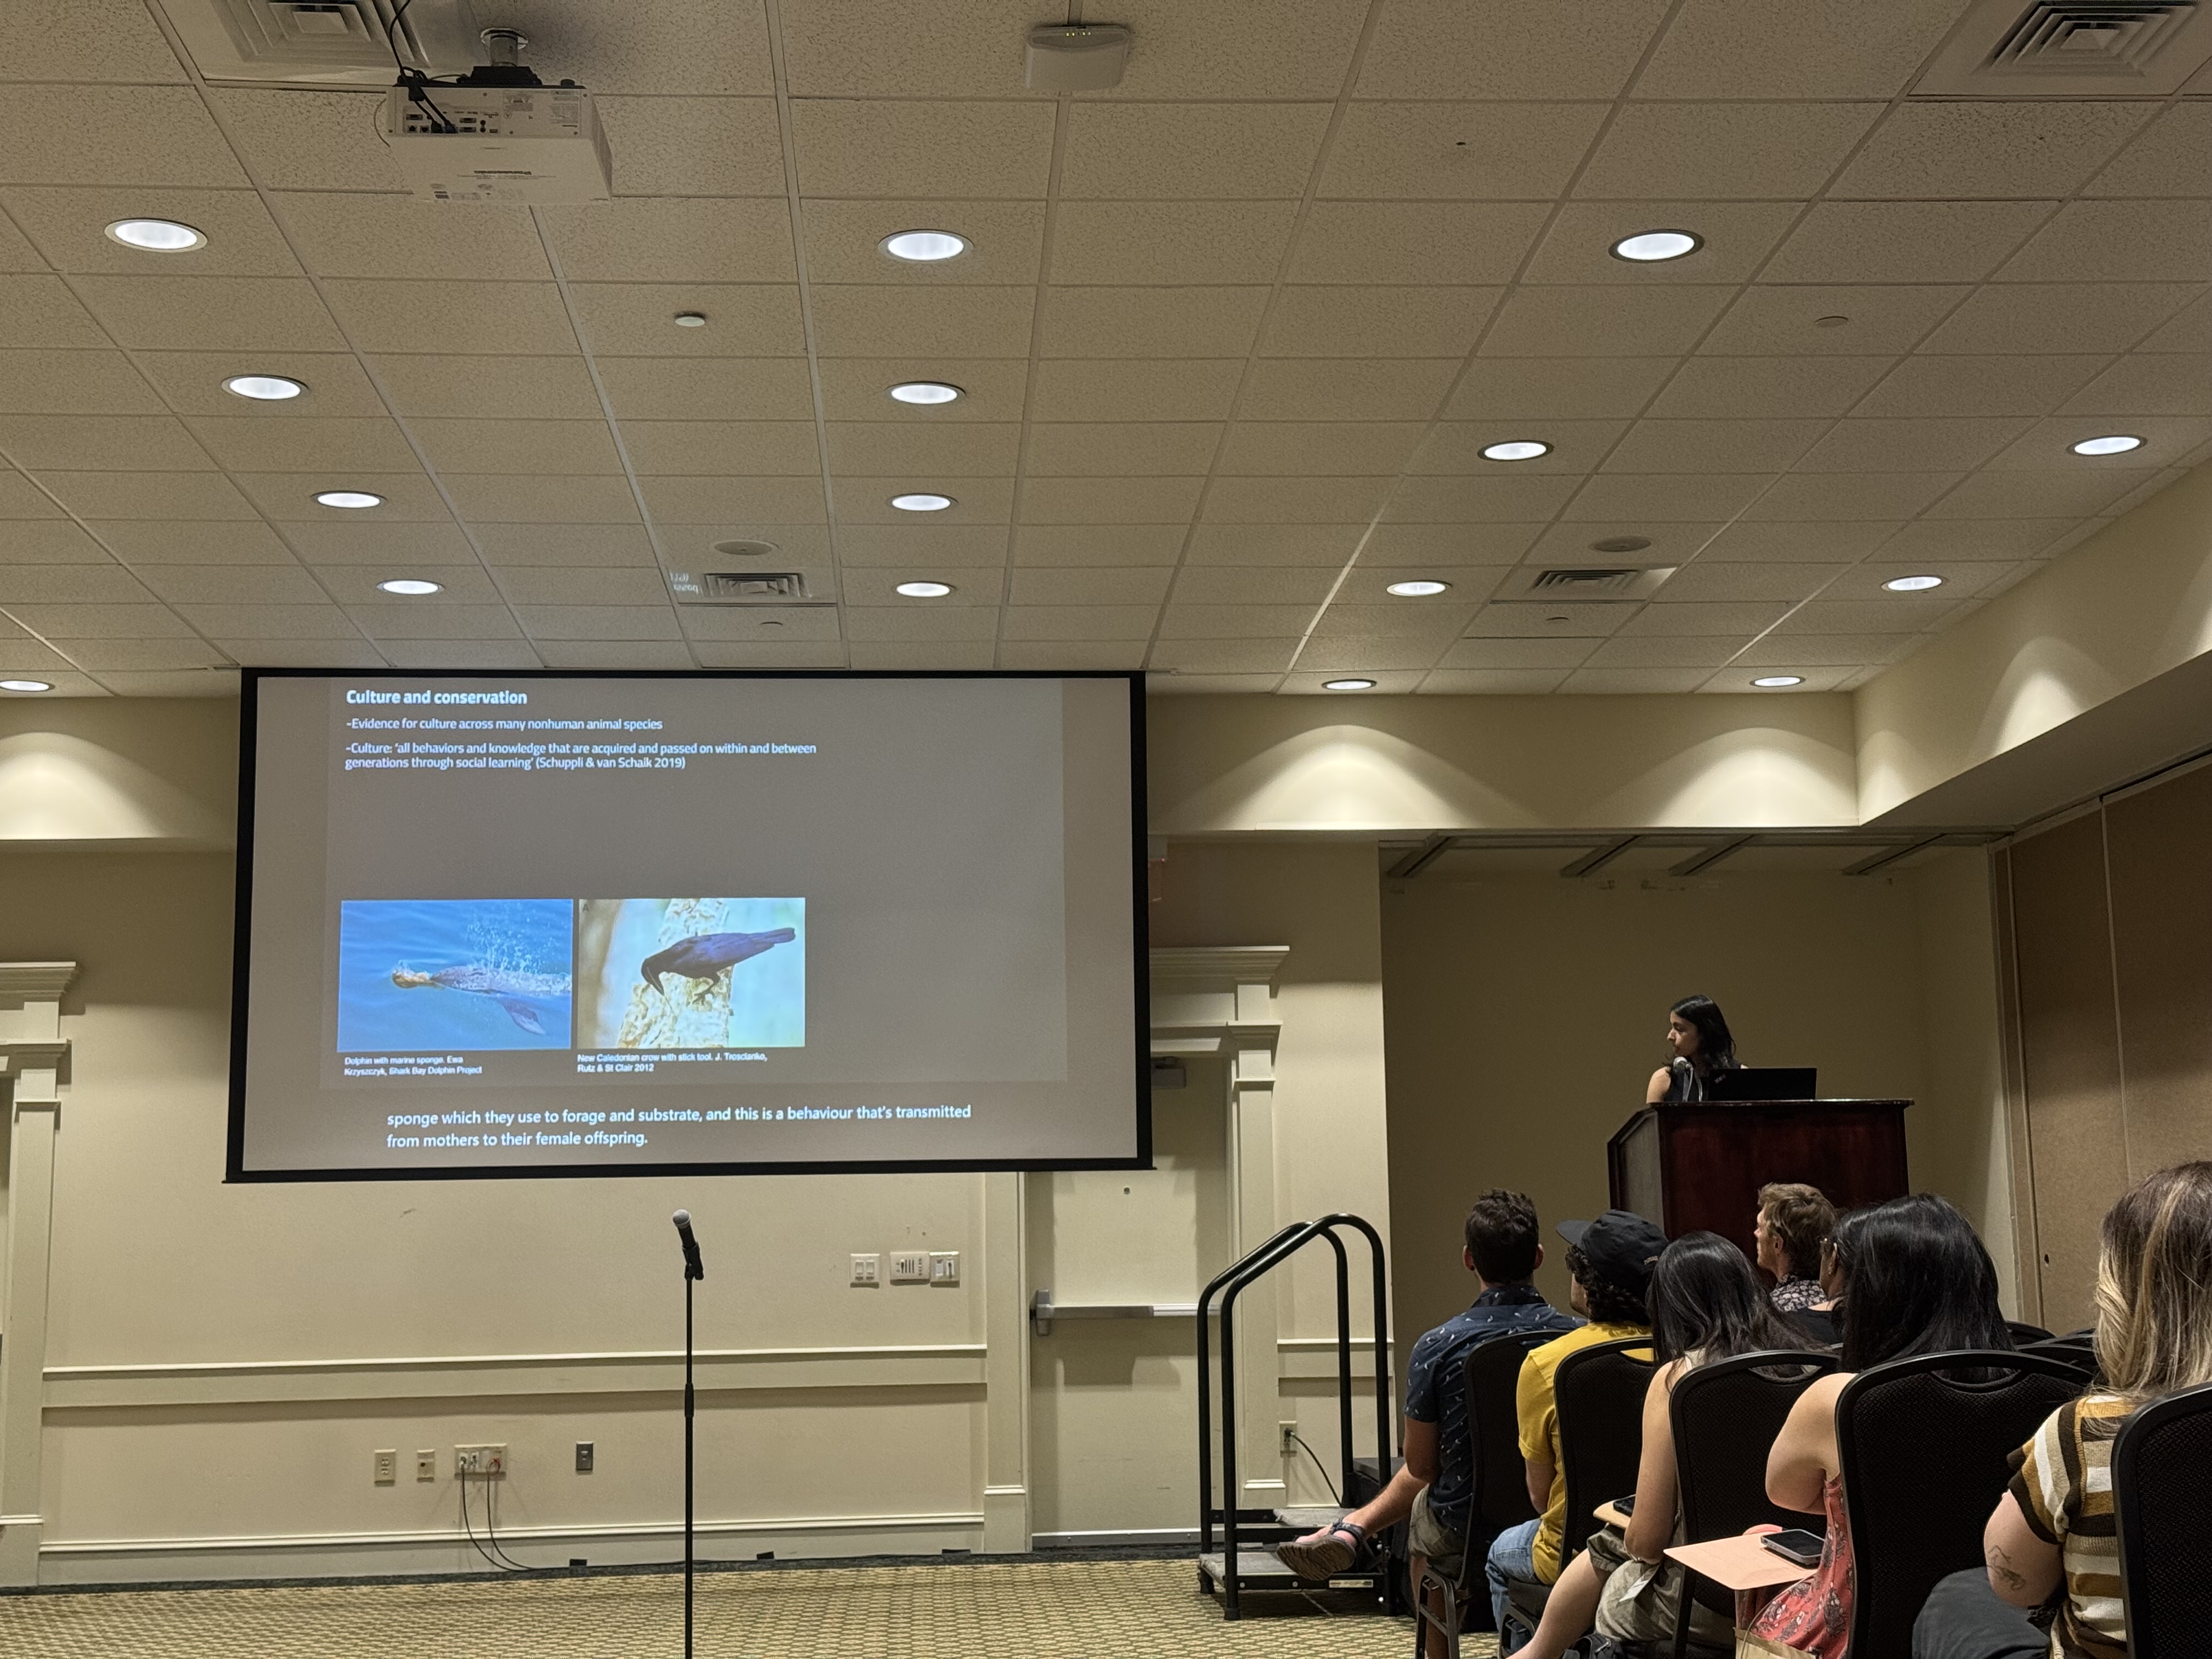 Culture and conservation
-Evidence for culture across many nonhuman animal species
-Culture: 'all behaviors and knowledge that are acquired and passed on within and between
generations through social learning' (Schuppli & van Schaik 2019)
A
Dolphin with marine sponge. Ewa
Krzyszczyk, Shark Bay Dolphin Project
New Caledonian crow with stick tool. J. Troscianko,
Rutz & St Clair 2012
sponge which they use to forage and substrate, and this is a behaviour that's transmitted
from mothers to their female offspring.